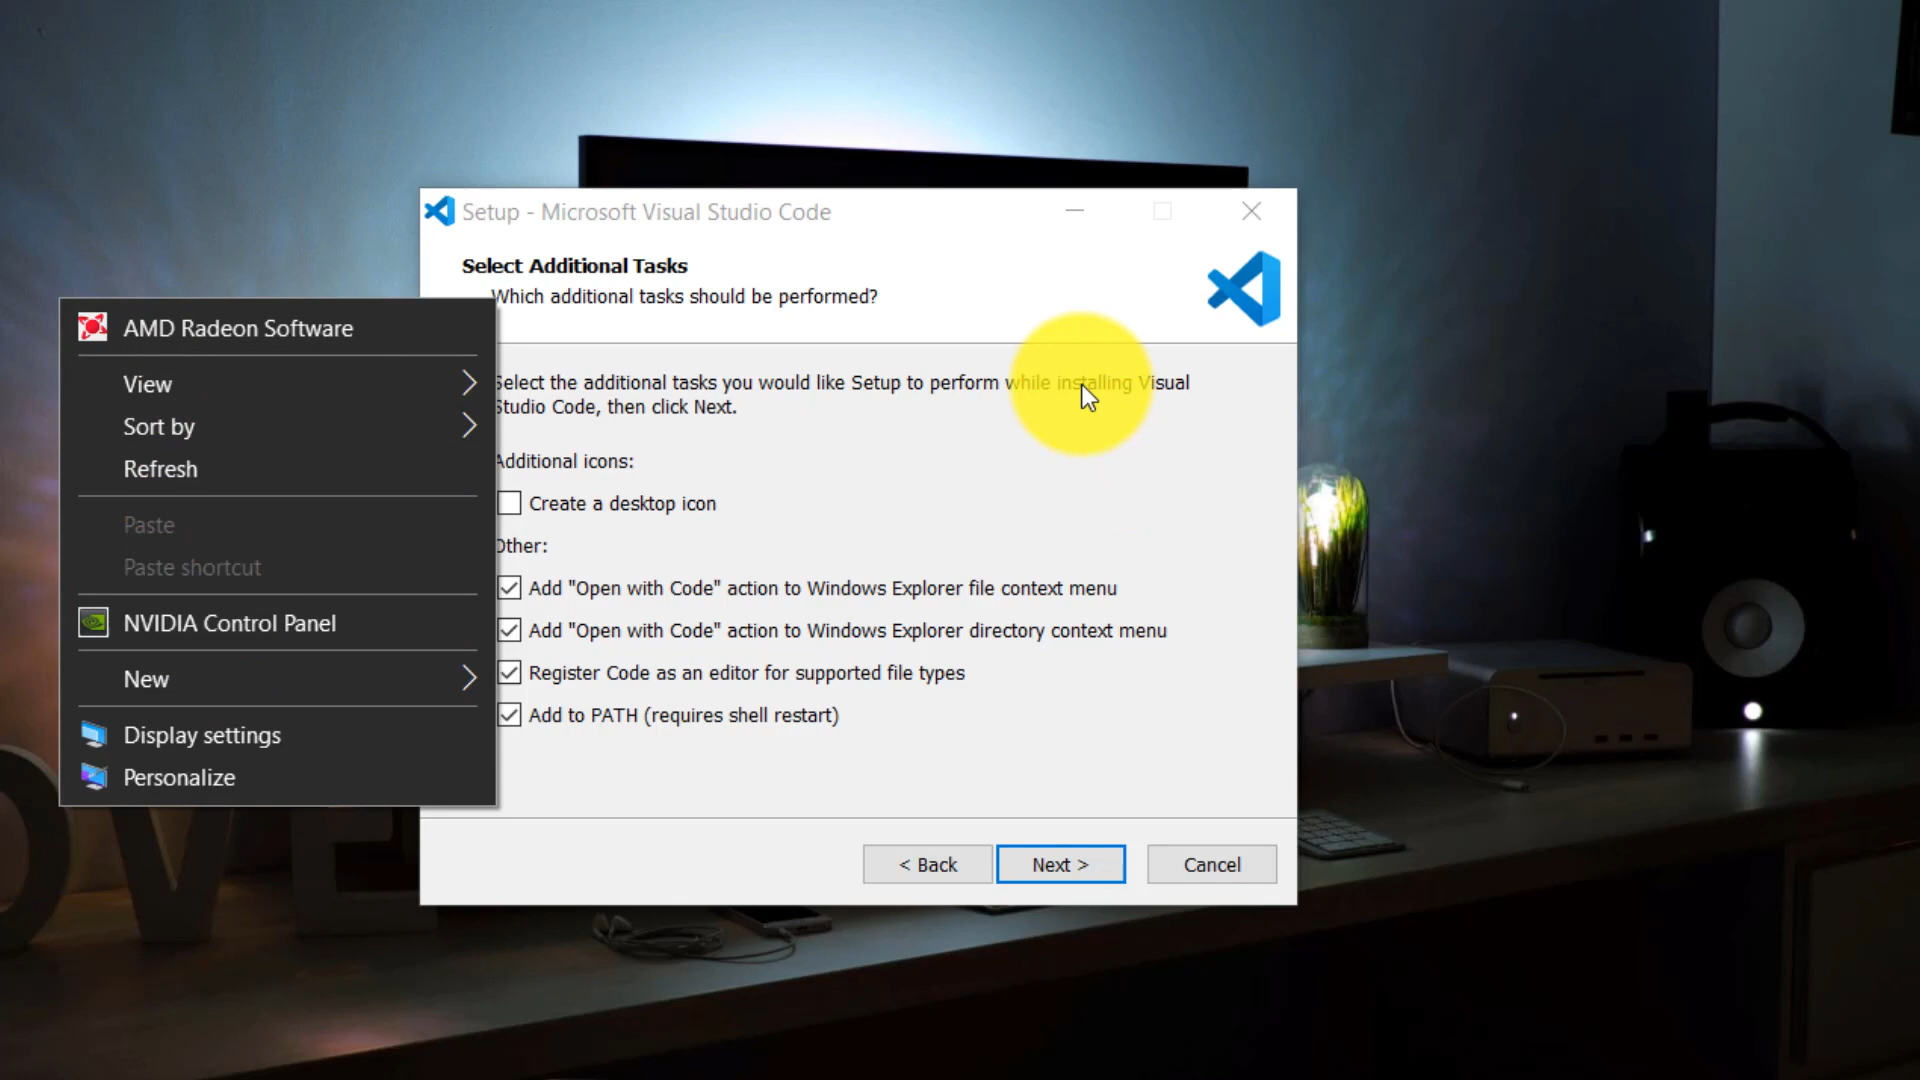 Setup - Microsoft Visual Studio Code
Select Additional Tasks
Which additional tasks should be performed?
Select the additional tasks you would like Setup to perform while installing Visual
Studio Code, then click Next.
Additional icons:
Create a desktop icon
Other:
Add "Open with Code" action to Windows Explorer file context menu
Add "Open with Code" action to Windows Explorer directory context menu
Register Code as an editor for supported file types
Add to PATH (requires shell restart)
< Back
Next >
Cancel
AMD Radeon Software
View
Sort by
Refresh
Paste
Paste shortcut
NVIDIA Control Panel
New
Display settings
Personalize
OVE